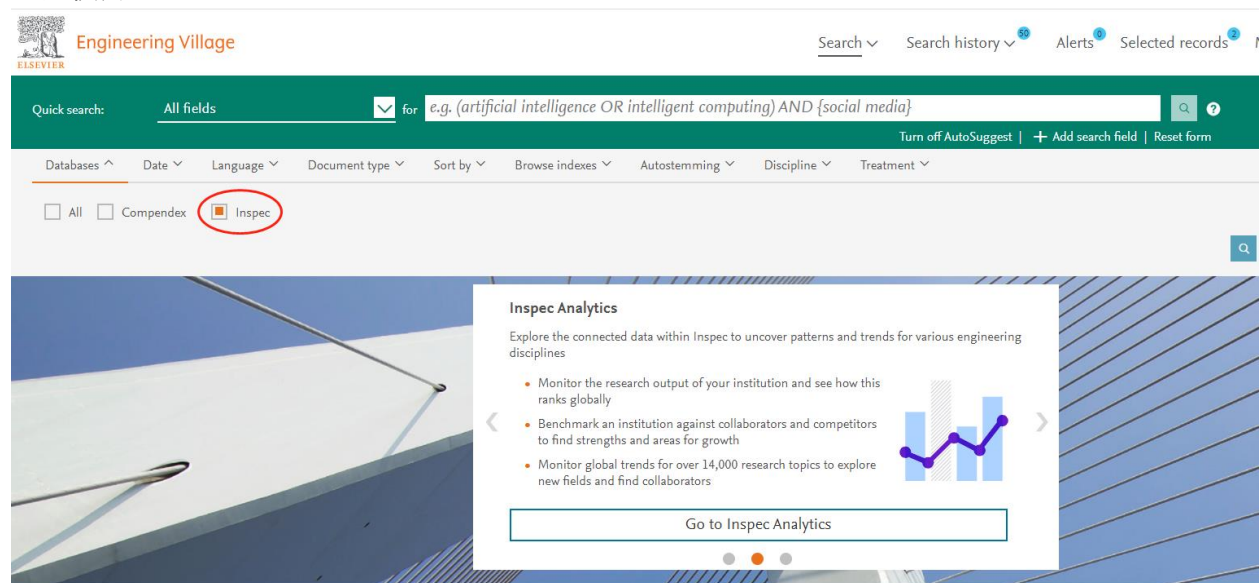 ELSEVIER
Engineering Village
Search
Search history 50
Alerts 0
Selected records 2
Quick search:
All fields
for
e.g. (artificial intelligence OR intelligent computing) AND {social media}
?
Turn off AutoSuggest | + Add search field | Reset form
Databases
Date
Language
Document type
Sort by
Browse indexes
Autostemming
Discipline
Treatment
All
Compendex
Inspec
Inspec Analytics
Explore the connected data within Inspec to uncover patterns and trends for various engineering
disciplines
• Monitor the research output of your institution and see how this
ranks globally
• Benchmark an institution against collaborators and competitors
to find strengths and areas for growth
• Monitor global trends for over 14,000 research topics to explore
new fields and find collaborators
Go to Inspec Analytics